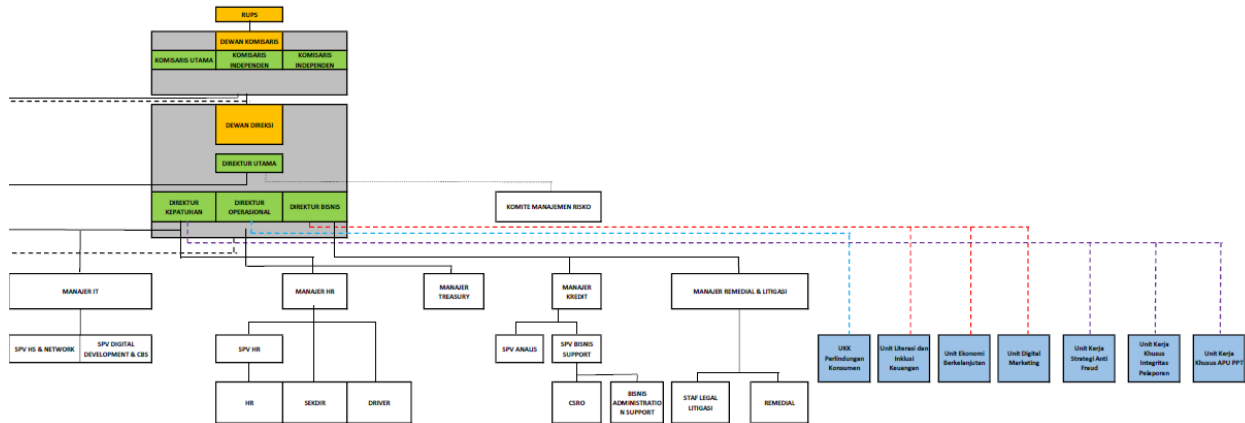 RUPS
DEWAN KOMISARIS
KOMISARIS UTAMA
KOMISARIS
INDEPENDEN
KOMISARIS
INDEPENDEN
DEWAN DIREKSI
DIREKTUR UTAMA
DIREKTUR
KEPATUHAN
DIREKTUR
OPERASIONAL
DIREKTUR BISNIS
KOMITE MANAJEMEN RISKO
MANAJER IT
MANAJER HR
MANAJER
TREASURY
MANAJER
KREDIT
MANAJER REMEDIAL & LITIGASI
SPV HS & NETWORK
SPV DIGITAL
DEVELOPMENT & CBS
SPV HR
SPV ANALIS
SPV BISNIS
SUPPORT
UKK
Perlindungan
Konsumen
Unit Literasi dan
Inklusi
Keuangan
Unit Ekonomi
Berkelanjutan
Unit Digital
Marketing
Unit Kerja
Strategi Anti
Fraud
Unit Kerja
Khusus
Integritas
Pelaporan
Unit Kerja
Khusus APU PPT
HR
SEKDIR
DRIVER
CSRO
BISNIS
ADMINISTRATIO
N SUPPORT
STAF LEGAL
LITIGASI
REMEDIAL